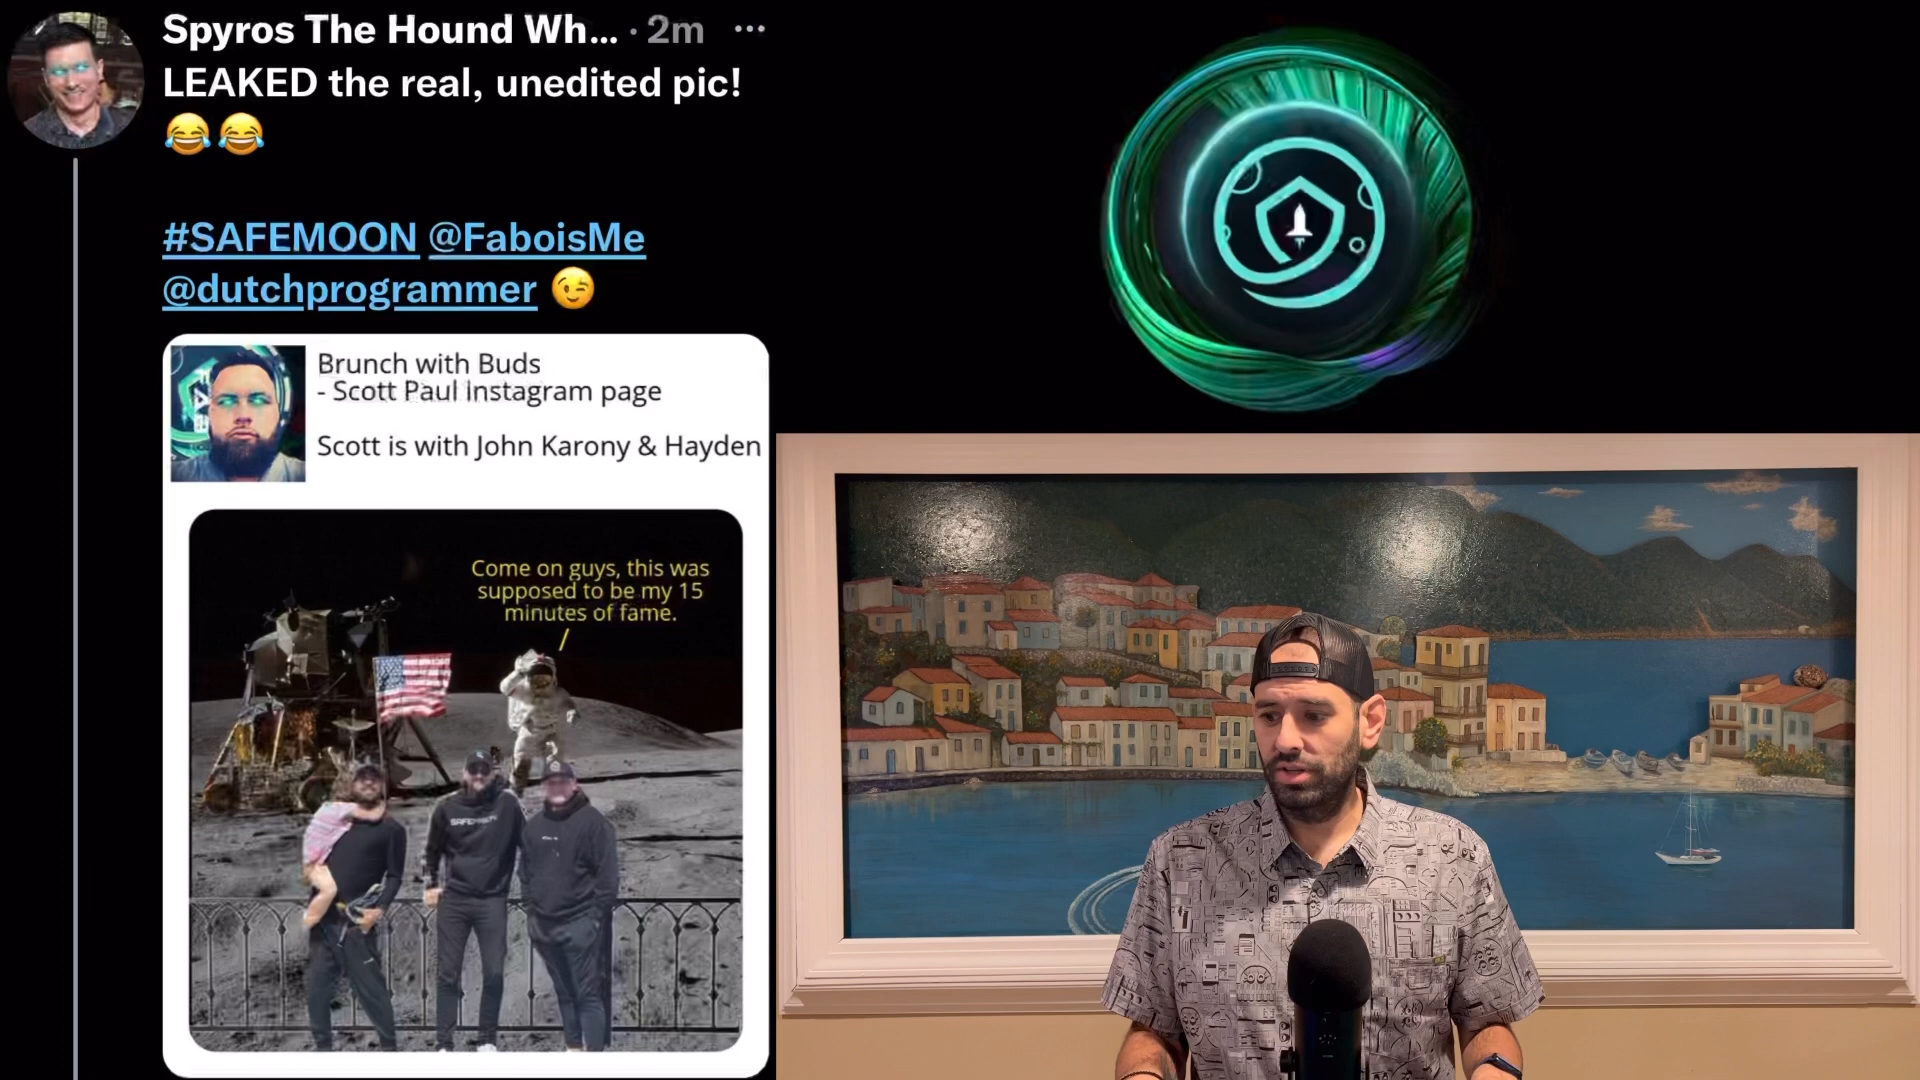 Spyros The Hound Wh... · 2m ...
LEAKED the real, unedited pic!
😂😂
#SAFEMOON @FaboisMe
@dutchprogrammer 😉
Brunch with Buds
- Scott Paul Instagram page
Scott is with John Karony & Hayden
Come on guys, this was
supposed to be my 15
minutes of fame.